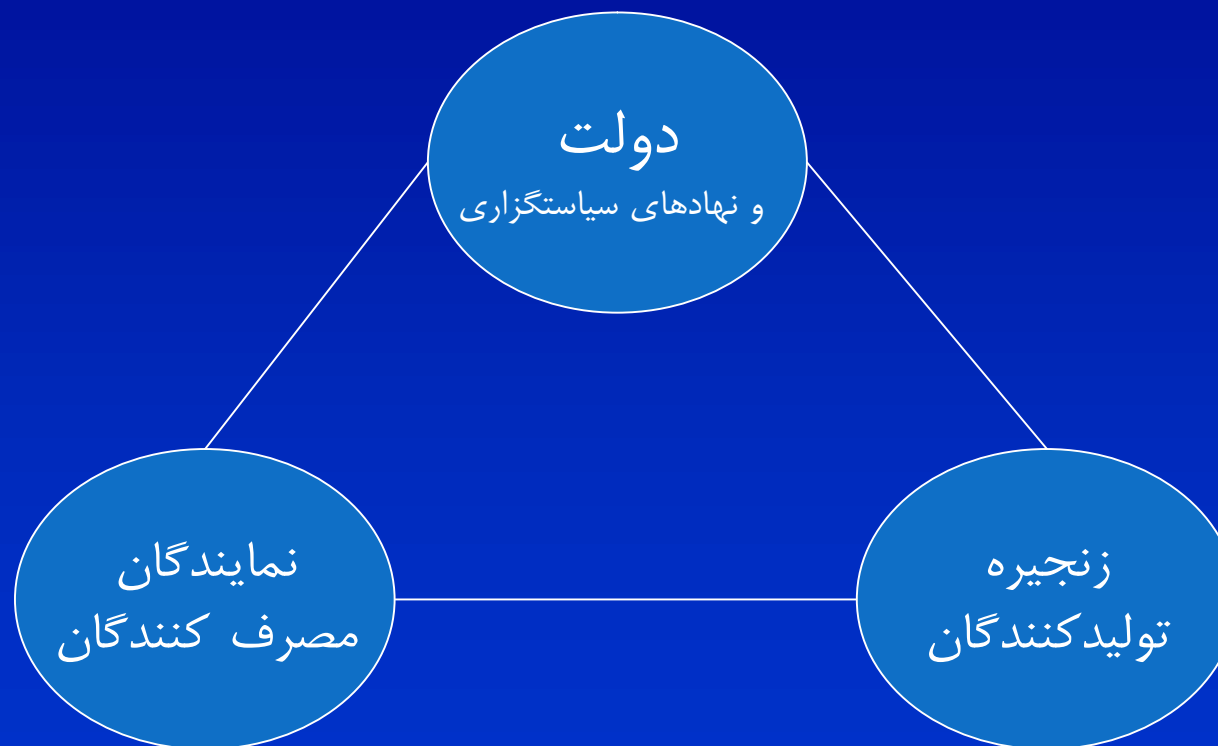 دولت
و نهادهای سیاستگزاری
زنجیره
تولیدکنندگان
نمایندگان
مصرف کنندگان